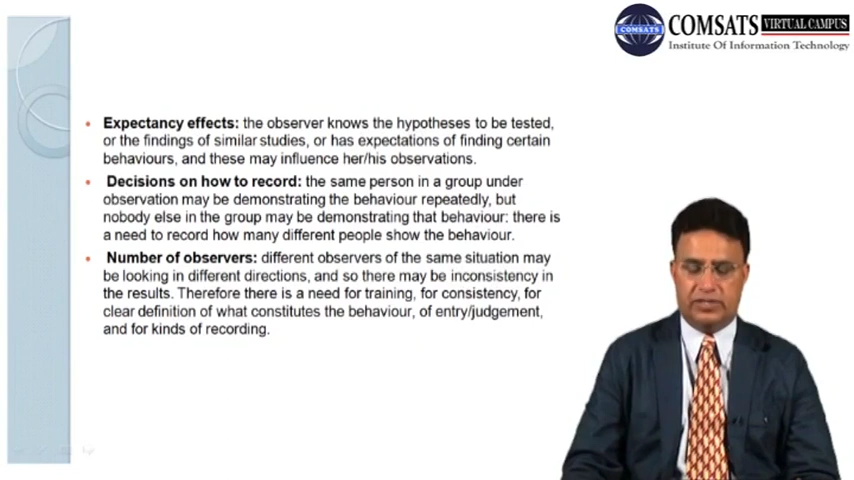 COMSATS VIRTUAL CAMPUS
COMSATS
Institute Of Information Technology
• Expectancy effects: the observer knows the hypotheses to be tested,
or the findings of similar studies, or has expectations of finding certain
behaviours, and these may influence her/his observations.
• Decisions on how to record: the same person in a group under
observation may be demonstrating the behaviour repeatedly, but
nobody else in the group may be demonstrating that behaviour: there is
a need to record how many different people show the behaviour.
• Number of observers: different observers of the same situation may
be looking in different directions, and so there may be inconsistency in
the results. Therefore there is a need for training, for consistency, for
clear definition of what constitutes the behaviour, of entry/judgement,
and for kinds of recording.